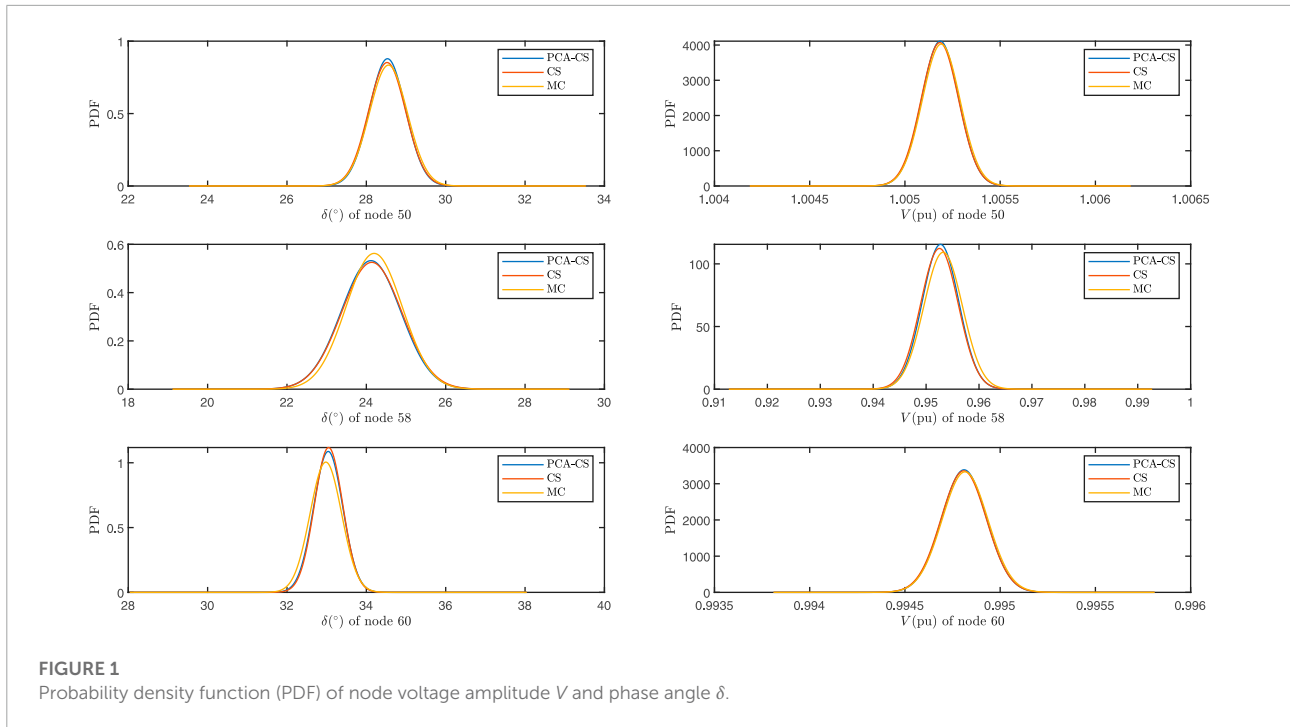 1
0.5
0
PDF
22 24 26 28 30 32 34
δ(°) of node 50
PCA-CS
CS
MC
4000
3000
2000
1000
0
PDF
1.004 1.0045 1.005 1.0055 1.006 1.0065
V(pu) of node 50
PCA-CS
CS
MC
0.6
0.4
0.2
0
PDF
18 20 22 24 26 28 30
δ(°) of node 58
PCA-CS
CS
MC
100
50
0
PDF
0.91 0.92 0.93 0.94 0.95 0.96 0.97 0.98 0.99 1
V(pu) of node 58
PCA-CS
CS
MC
1
0.5
0
PDF
28 30 32 34 36 38 40
δ(°) of node 60
PCA-CS
CS
MC
4000
3000
2000
1000
0
PDF
0.9935 0.994 0.9945 0.995 0.9955 0.996
V(pu) of node 60
PCA-CS
CS
MC
FIGURE 1
Probability density function (PDF) of node voltage amplitude V and phase angle δ.